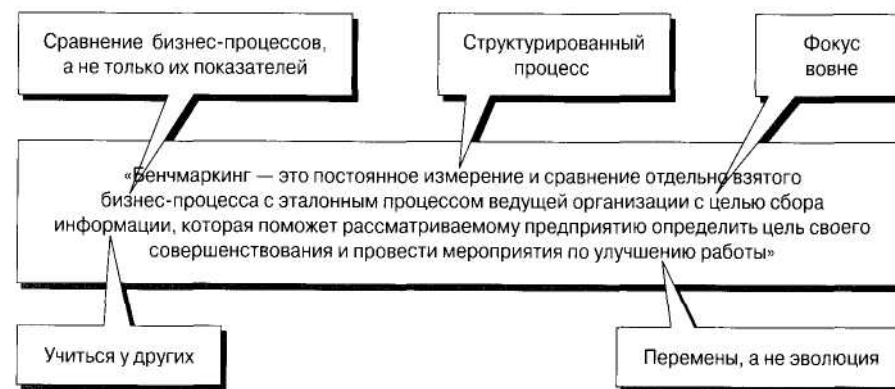 Сравнение бизнес-процессов,
а не только их показателей
Структурированный
процесс
Фокус
вовне
«Бенчмаркинг — это постоянное измерение и сравнение отдельно взятого
бизнес-процесса с эталонным процессом ведущей организации с целью сбора
информации, которая поможет рассматриваемому предприятию определить цель своего
совершенствования и провести мероприятия по улучшению работы»
Учиться у других
Перемены, а не эволюция